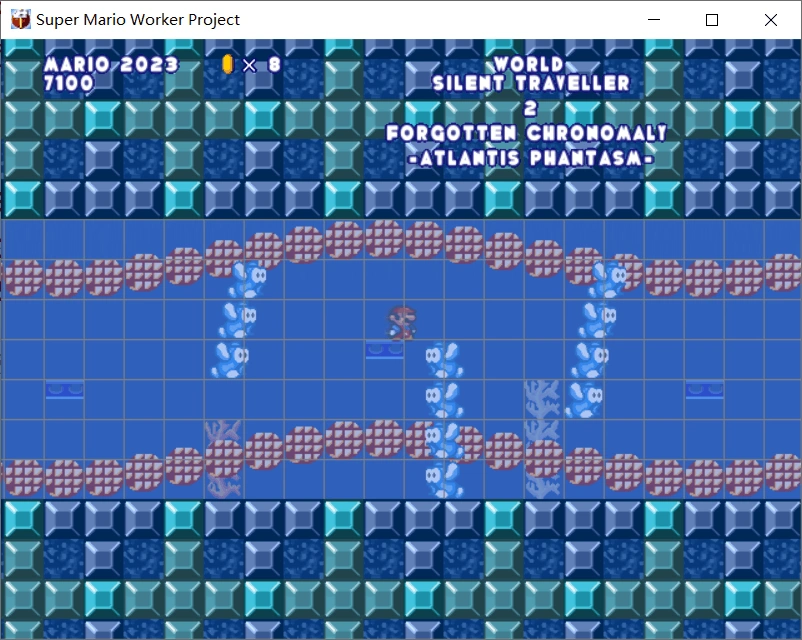 Super Mario Worker Project
MARIO 2023
7100
× 8
WORLD
SILENT TRAVELLER
2
FORGOTTEN CHRONOMALY
-ATLANTIS PHANTASM-